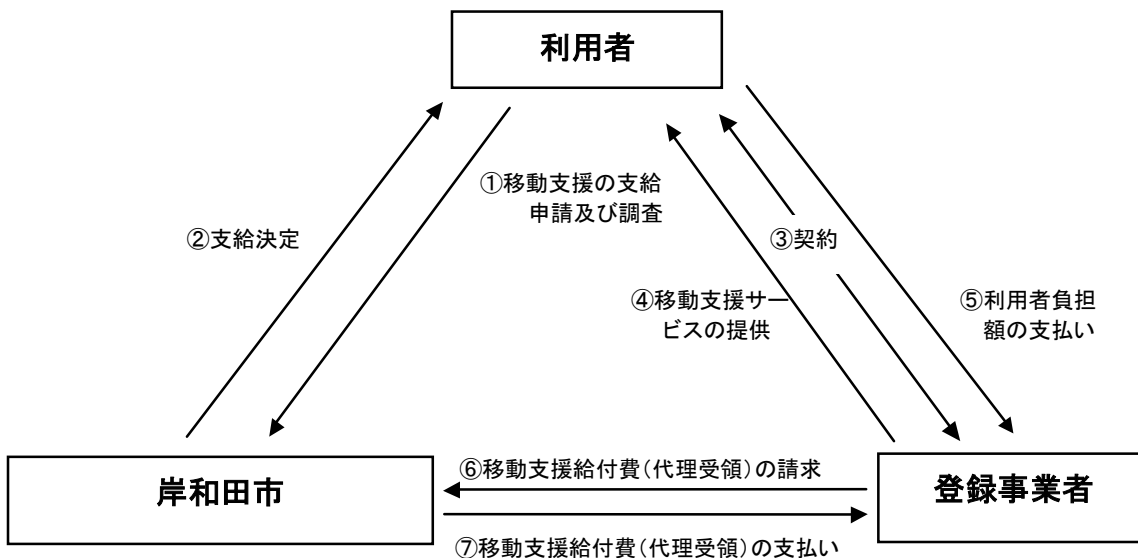 利用者
①移動支援の支給
申請及び調査
②支給決定
③契約
④移動支援サー
ビスの提供
⑤利用者負担
額の支払い
岸和田市
⑥移動支援給付費(代理受領)の請求
登録事業者
⑦移動支援給付費(代理受領)の支払い